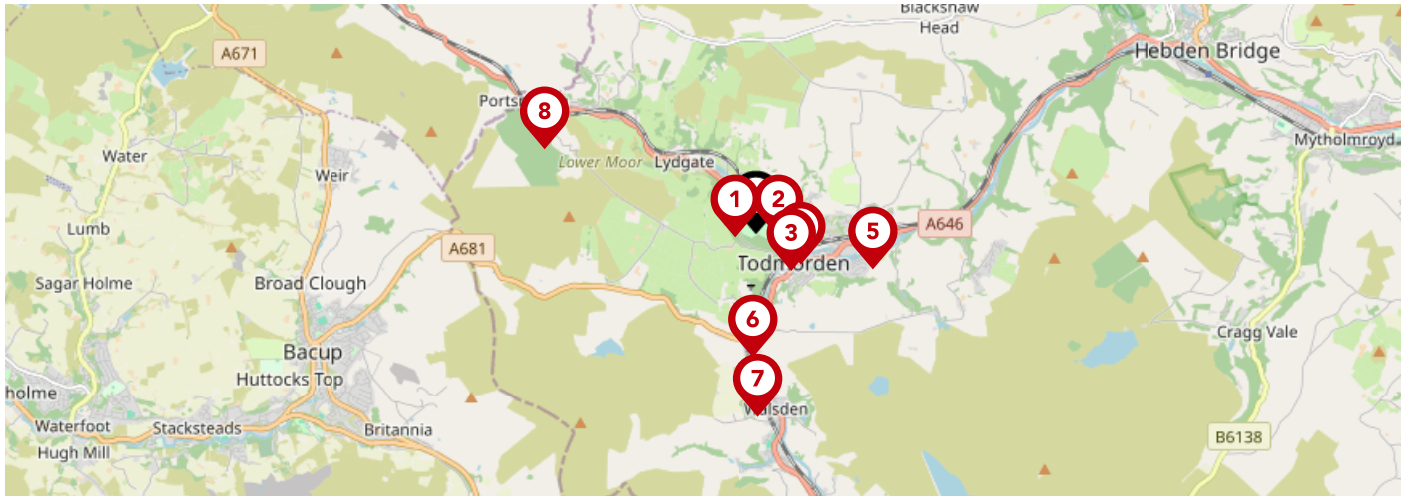 Blackshaw
Head
A671
Hebden Bridge
8
Mytholmroyd
Water
Lower Moor
Lydgate
Weir
1
2
Lumb
A646
5
3
A681
Todmorden
Sagar Holme
Broad Clough
6
Cragg Vale
Bacup
Huttocks Top
7
holme
Walsden
Waterfoot
Stacksteads
Britannia
B6138
Hugh Mill